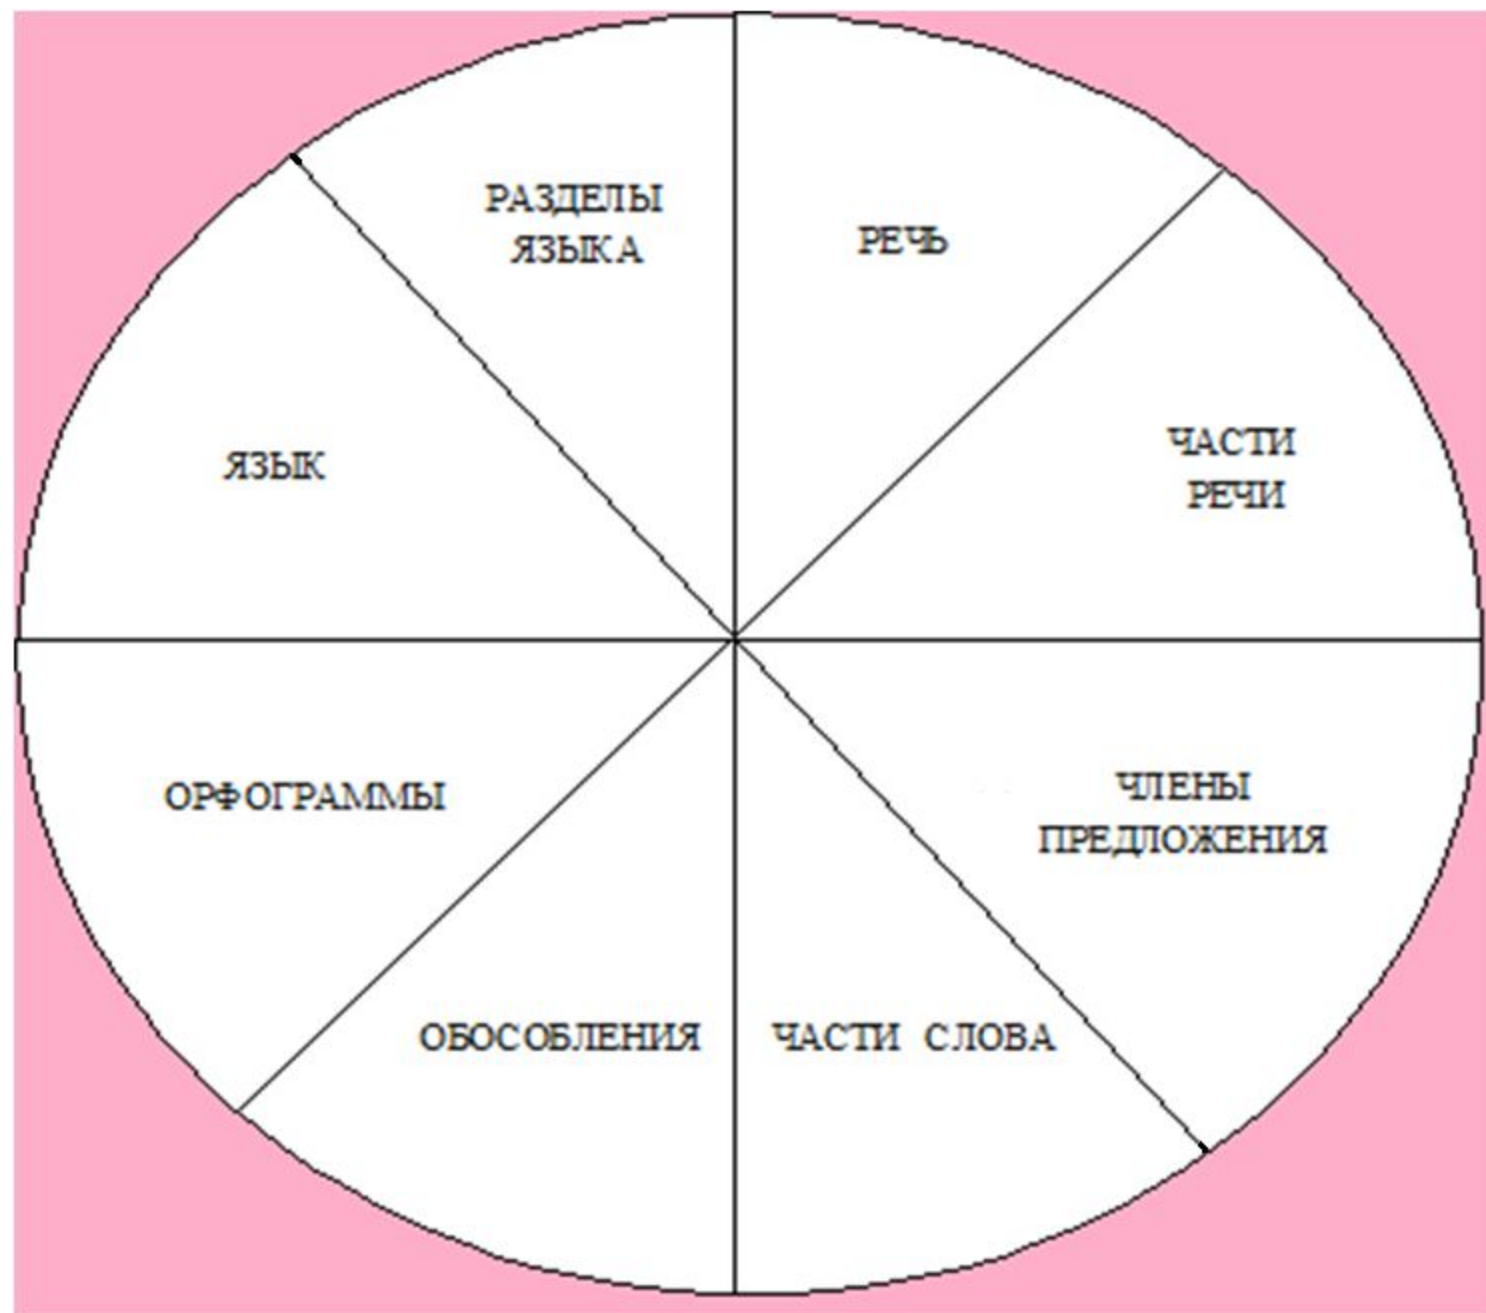 РАЗДЕЛЫ
ЯЗЫКА
РЕЧЬ
ЧАСТИ
РЕЧИ
ЯЗЫК
ЧЛЕНЫ
ПРЕДЛОЖЕНИЯ
ОРФОГРАММЫ
ОБОСОБЛЕНИЯ
ЧАСТИ СЛОВА